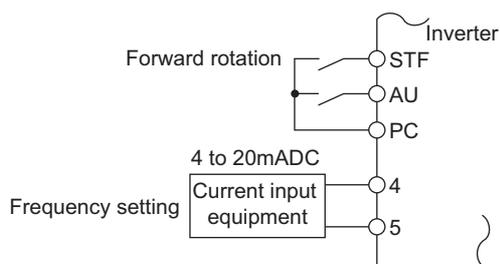 Inverter
Forward rotation
STF
AU
PC
4 to 20mADC
Frequency setting
Current input
equipment
4
5